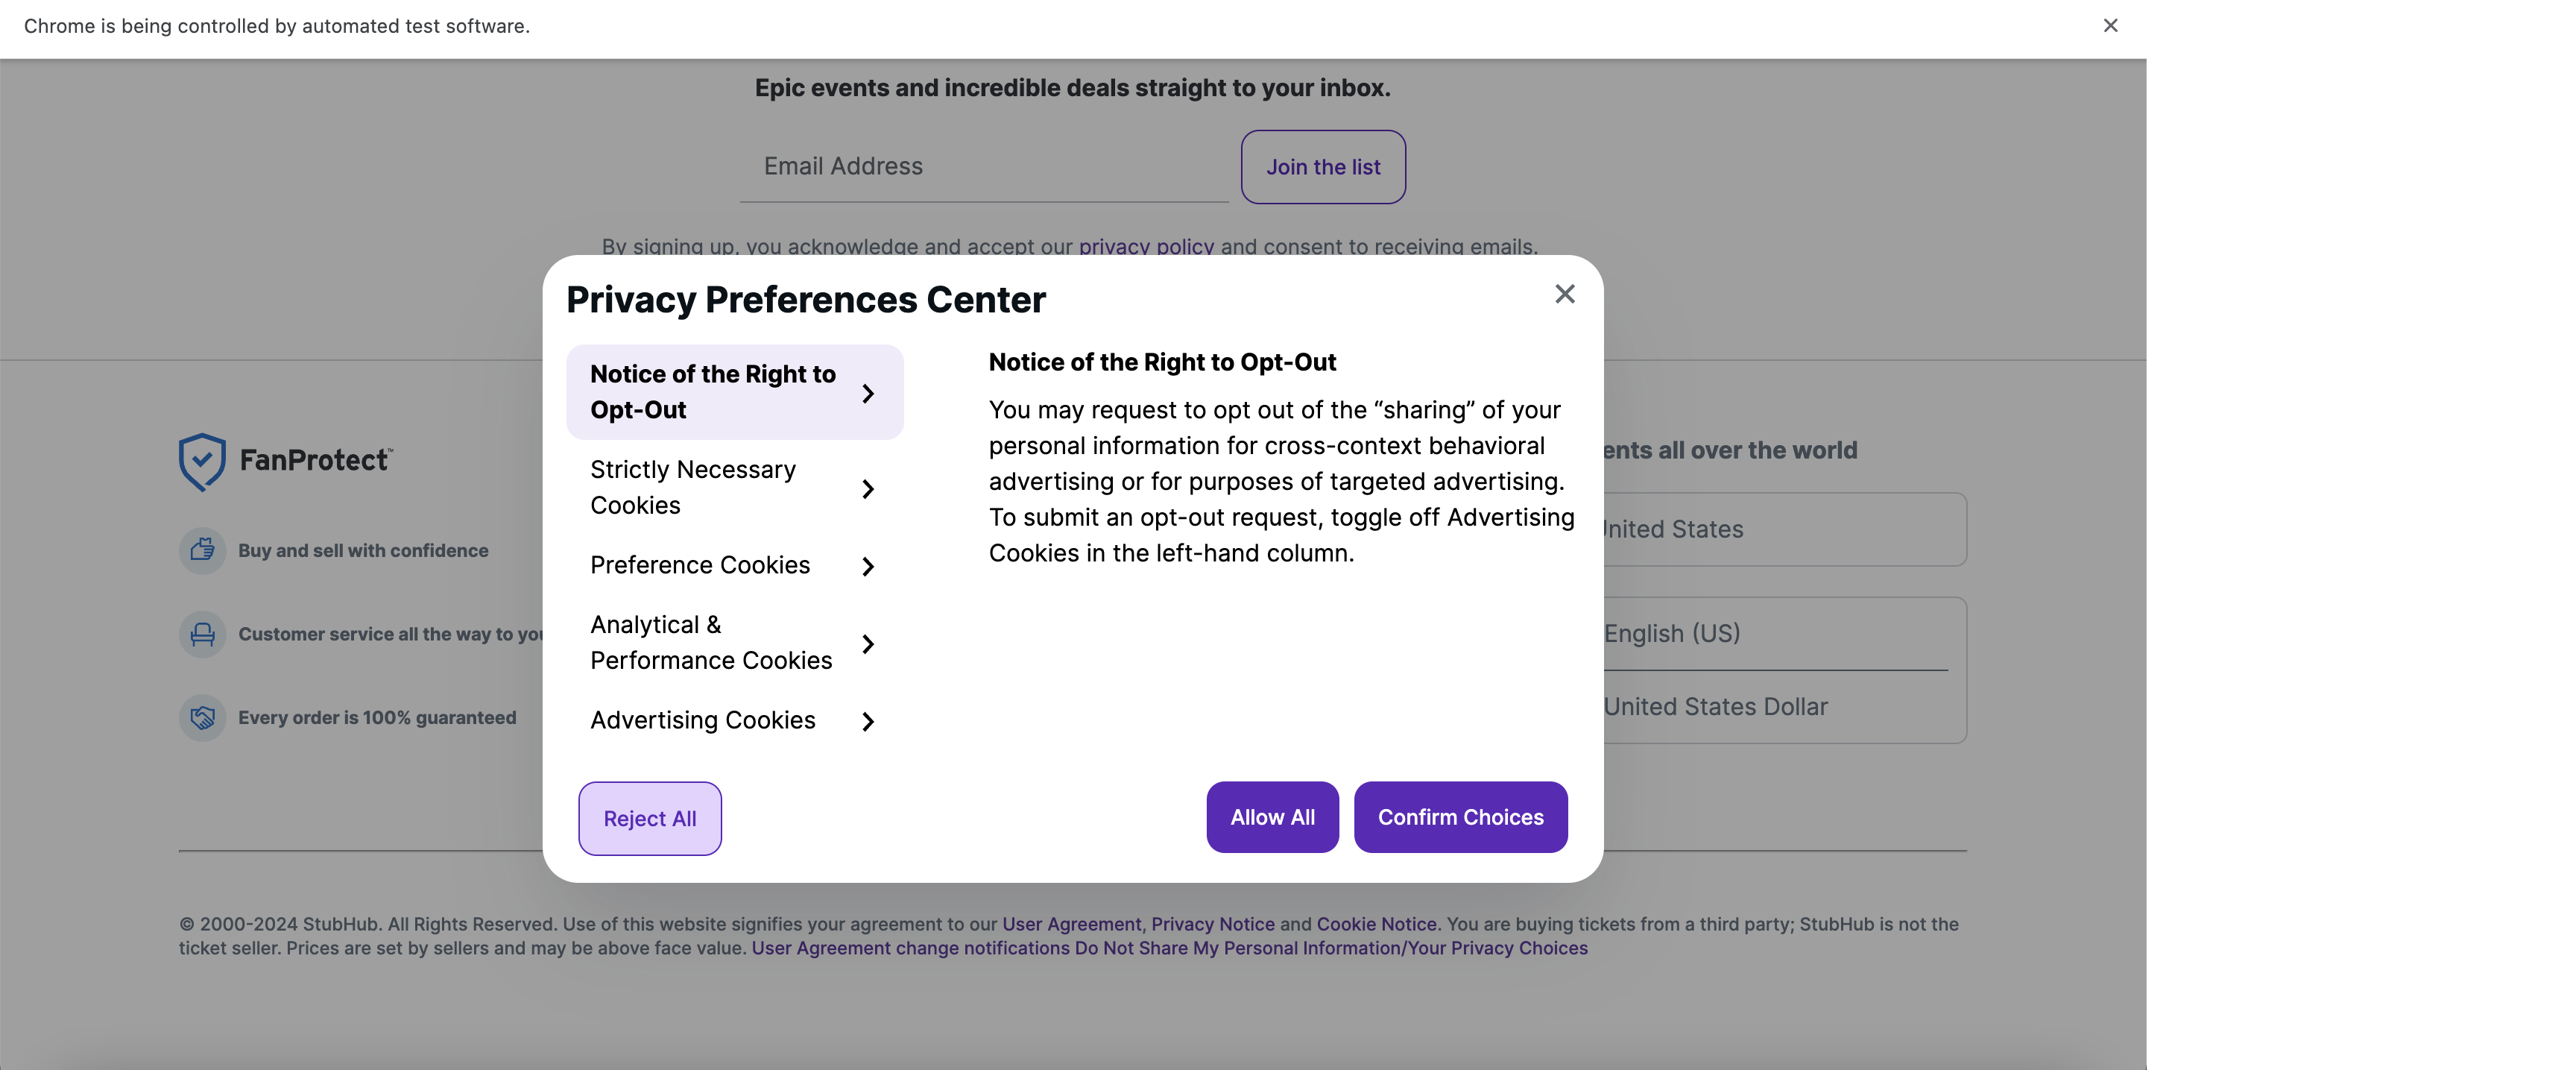 Chrome is being controlled by automated test software.
Epic events and incredible deals straight to your inbox.
Email Address
Join the list
By signing up, you acknowledge and accept our privacy policy and consent to receiving emails.
Privacy Preferences Center
Notice of the Right to
Opt-Out
Strictly Necessary
Cookies
Preference Cookies
Analytical &
Performance Cookies
Advertising Cookies
Notice of the Right to Opt-Out
You may request to opt out of the “sharing” of your
personal information for cross-context behavioral
advertising or for purposes of targeted advertising.
To submit an opt-out request, toggle off Advertising
Cookies in the left-hand column.
Reject All
Allow All
Confirm Choices
FanProtect™
Buy and sell with confidence
Customer service all the way to
Every order is 100% guaranteed
all over the world
United States
English (US)
United States Dollar
© 2000-2024 StubHub. All Rights Reserved. Use of this website signifies your agreement to our User Agreement, Privacy Notice and Cookie Notice. You are buying tickets from a third party; StubHub is not the
ticket seller. Prices are set by sellers and may be above face value. User Agreement change notifications Do Not Share My Personal Information/Your Privacy Choices